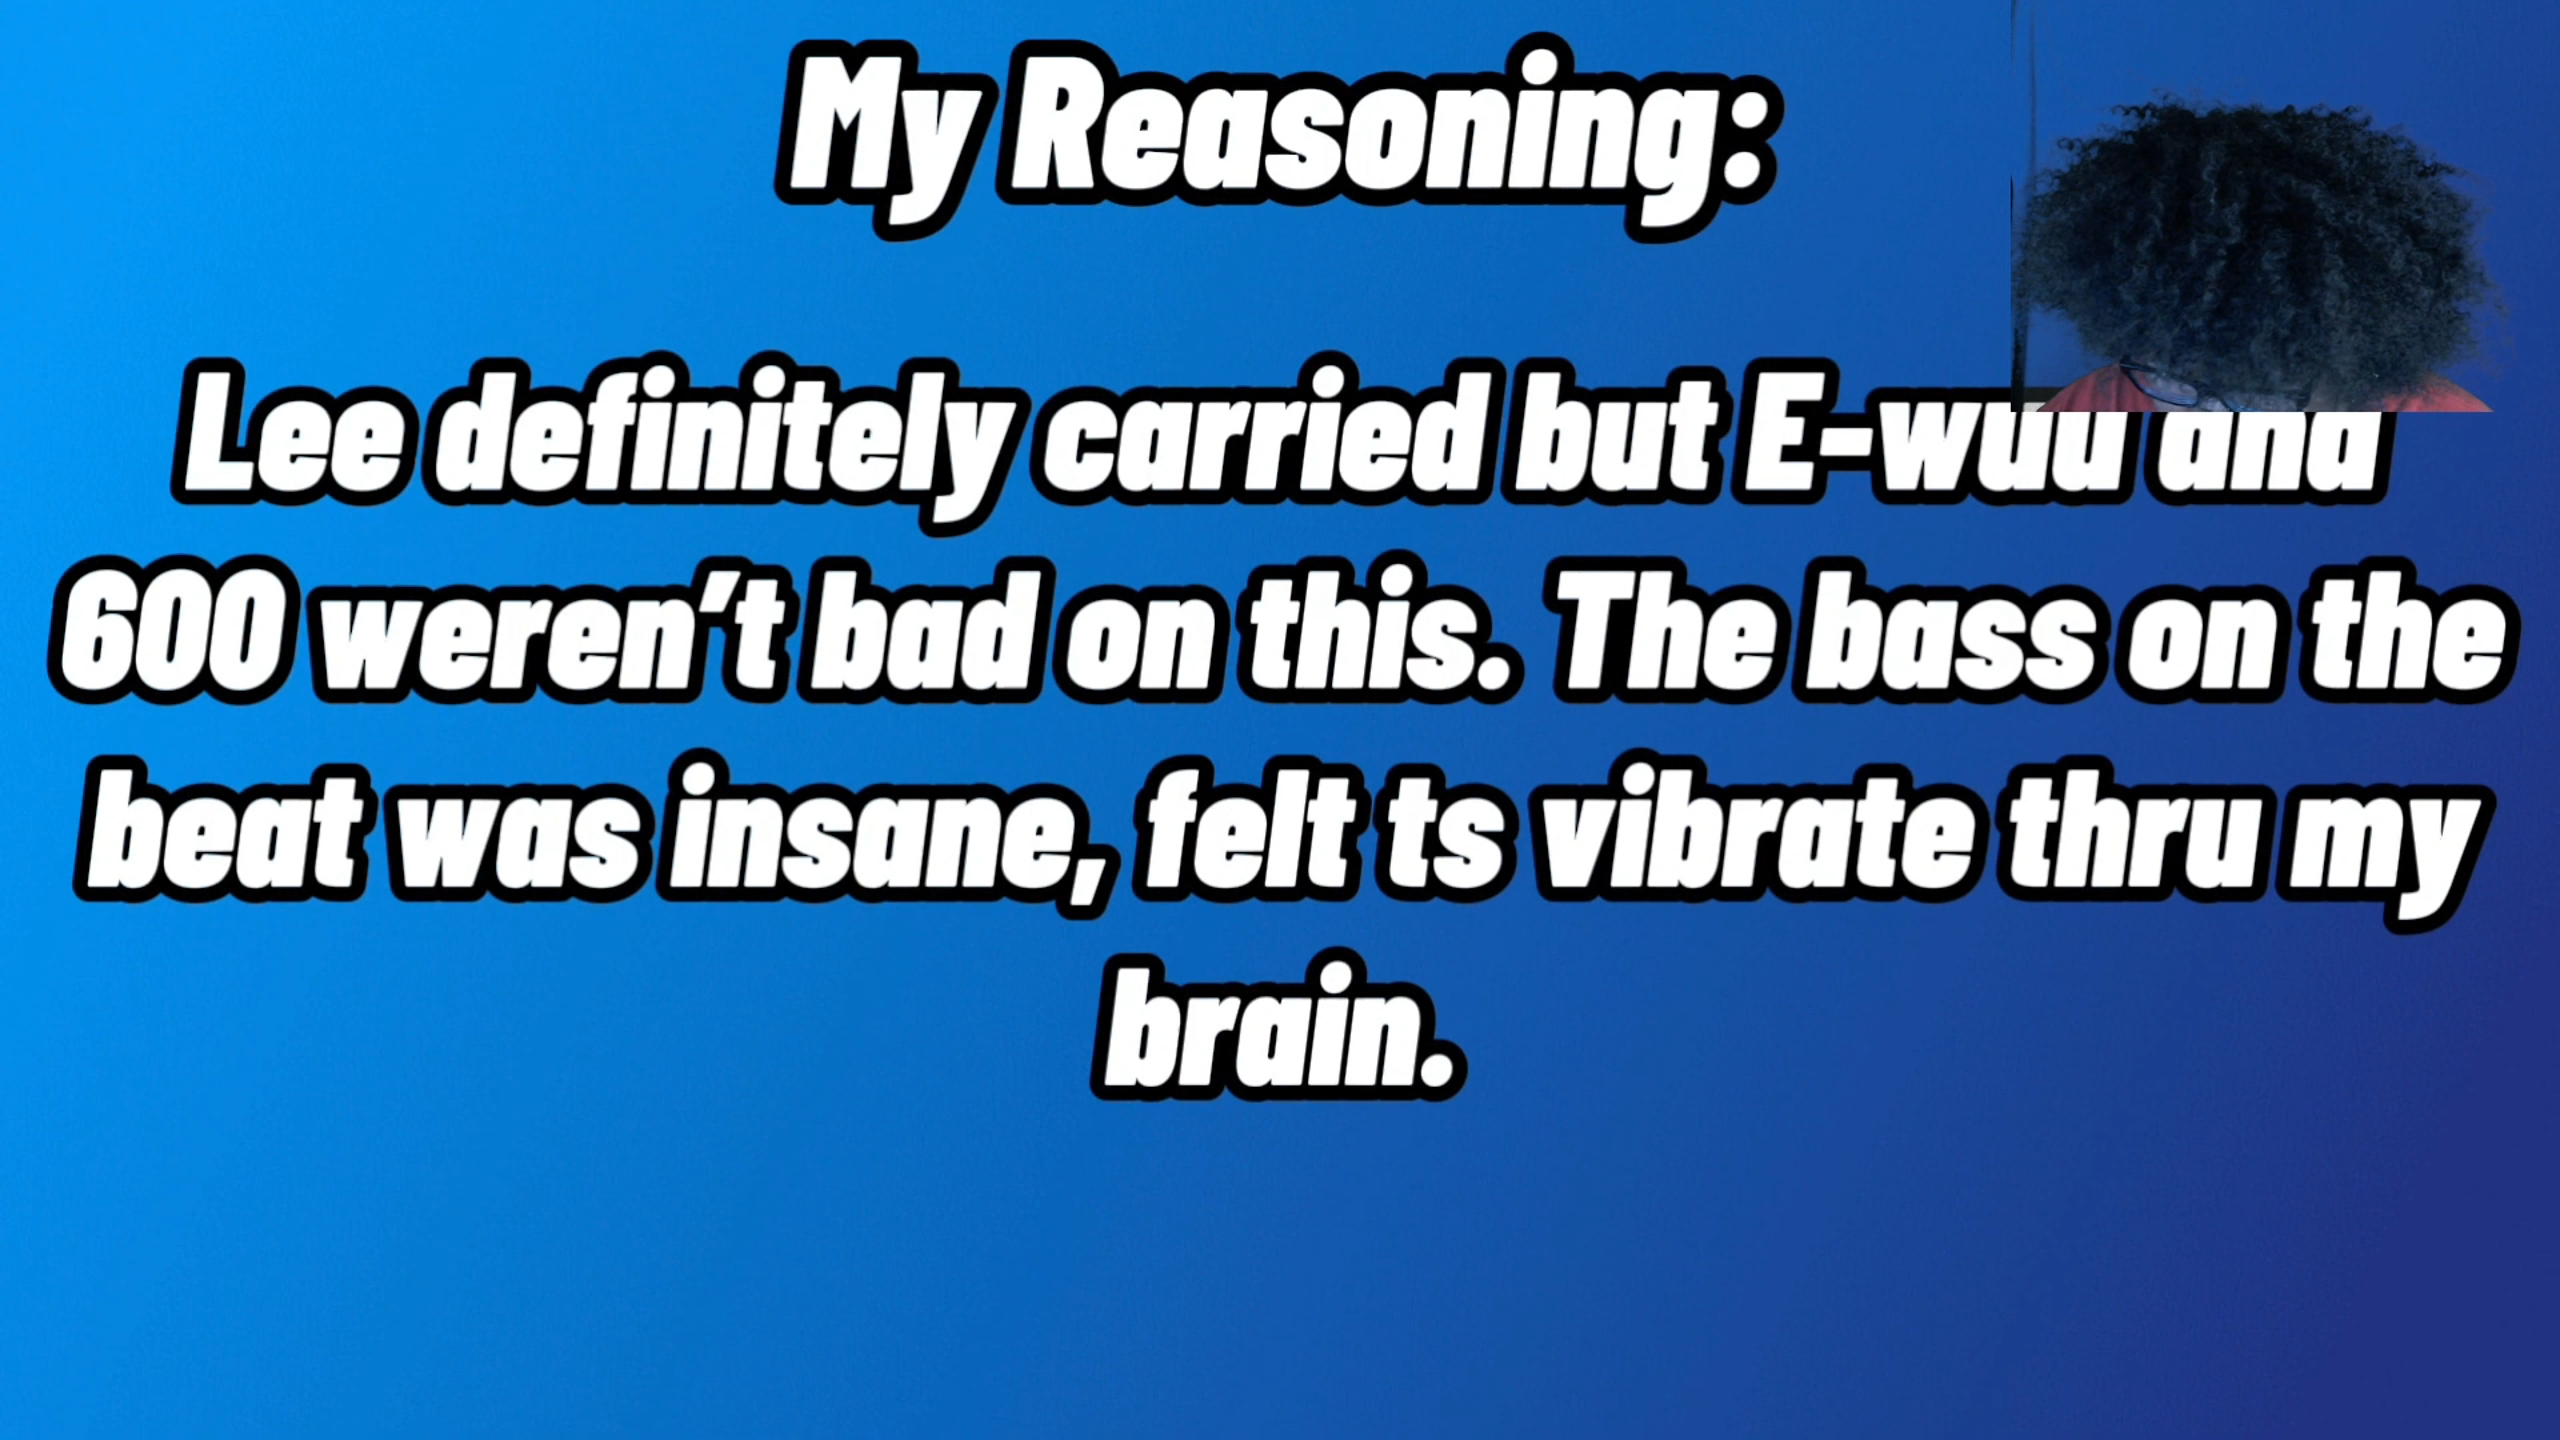 My Reasoning:
Lee definitely carried but E-wuu and
600 weren't bad on this. The bass on the
beat was insane, felt ts vibrate thru my
brain.